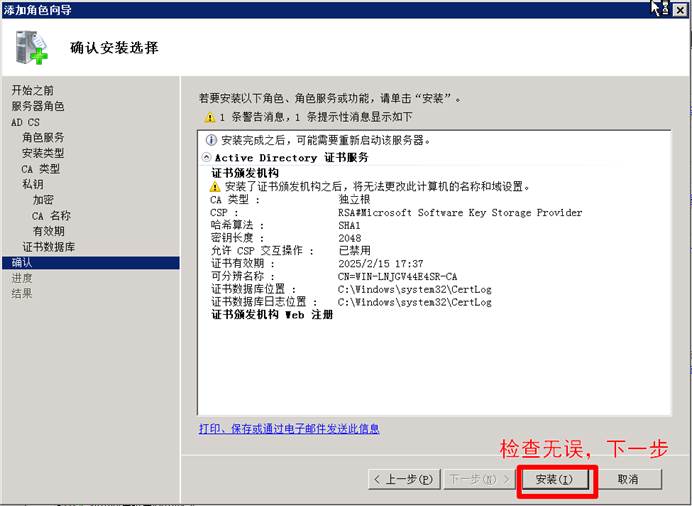 添加角色向导
确认安装选择
开始之前
服务器角色
AD CS
角色服务
安装类型
CA 类型
私钥
加密
CA 名称
有效期
证书数据库
确认
进度
结果
若要安装以下角色、角色服务或功能，请单击“安装”。
1 条警告消息，1 条提示性消息显示如下
安装完成之后，可能需要重新启动该服务器。
Active Directory 证书服务
证书颁发机构
安装了证书颁发机构之后，将无法更改此计算机的名称和域设置。
CA 类型： 独立根
CSP： RSA#Microsoft Software Key Storage Provider
哈希算法： SHA1
密钥长度： 2048
允许 CSP 交互操作： 已禁用
证书有效期： 2025/2/15 17:37
可分辨名称： CN=WIN-LNJGV44E4SR-CA
证书数据库位置： C:\Windows\system32\CertLog
证书数据库日志位置： C:\Windows\system32\CertLog
证书颁发机构 Web 注册
打印、保存或通过电子邮件发送此信息
检查无误，下一步
< 上一步(P) 下一步(N) > 安装(I) 取消